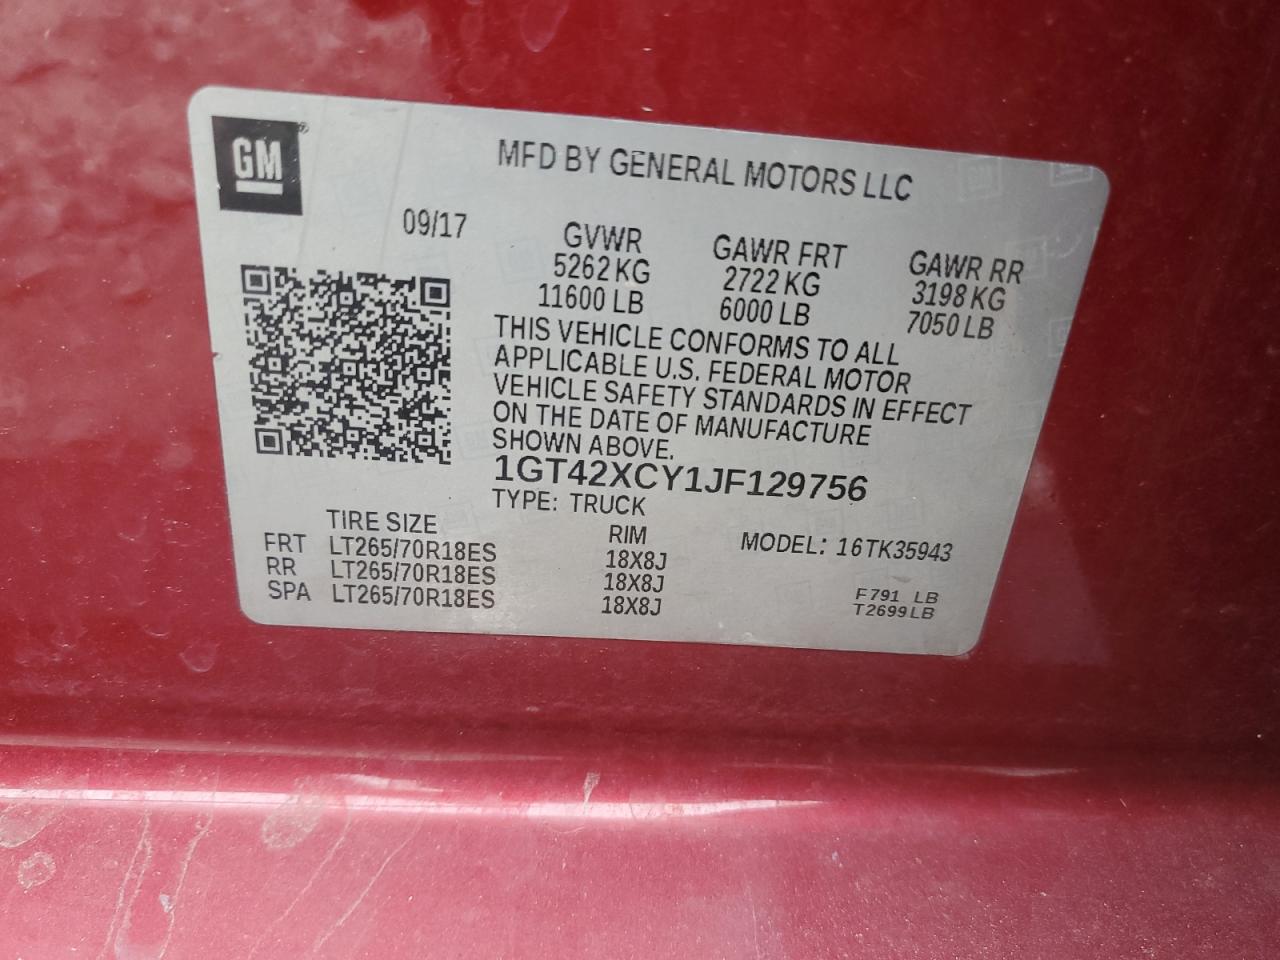 GM®
MFD BY GENERAL MOTORS LLC
09/17
GVWR GAWR FRT GAWR RR
5262 KG 2722 KG 3198 KG
11600 LB 6000 LB 7050 LB
THIS VEHICLE CONFORMS TO ALL
APPLICABLE U.S. FEDERAL MOTOR
VEHICLE SAFETY STANDARDS IN EFFECT
ON THE DATE OF MANUFACTURE
SHOWN ABOVE.
1GT42XCY1JF129756
TYPE: TRUCK
TIRE SIZE RIM MODEL: 16TK35943
FRT LT265/70R18ES 18X8J
RR LT265/70R18ES 18X8J
SPA LT265/70R18ES 18X8J
F791 LB
T2699LB